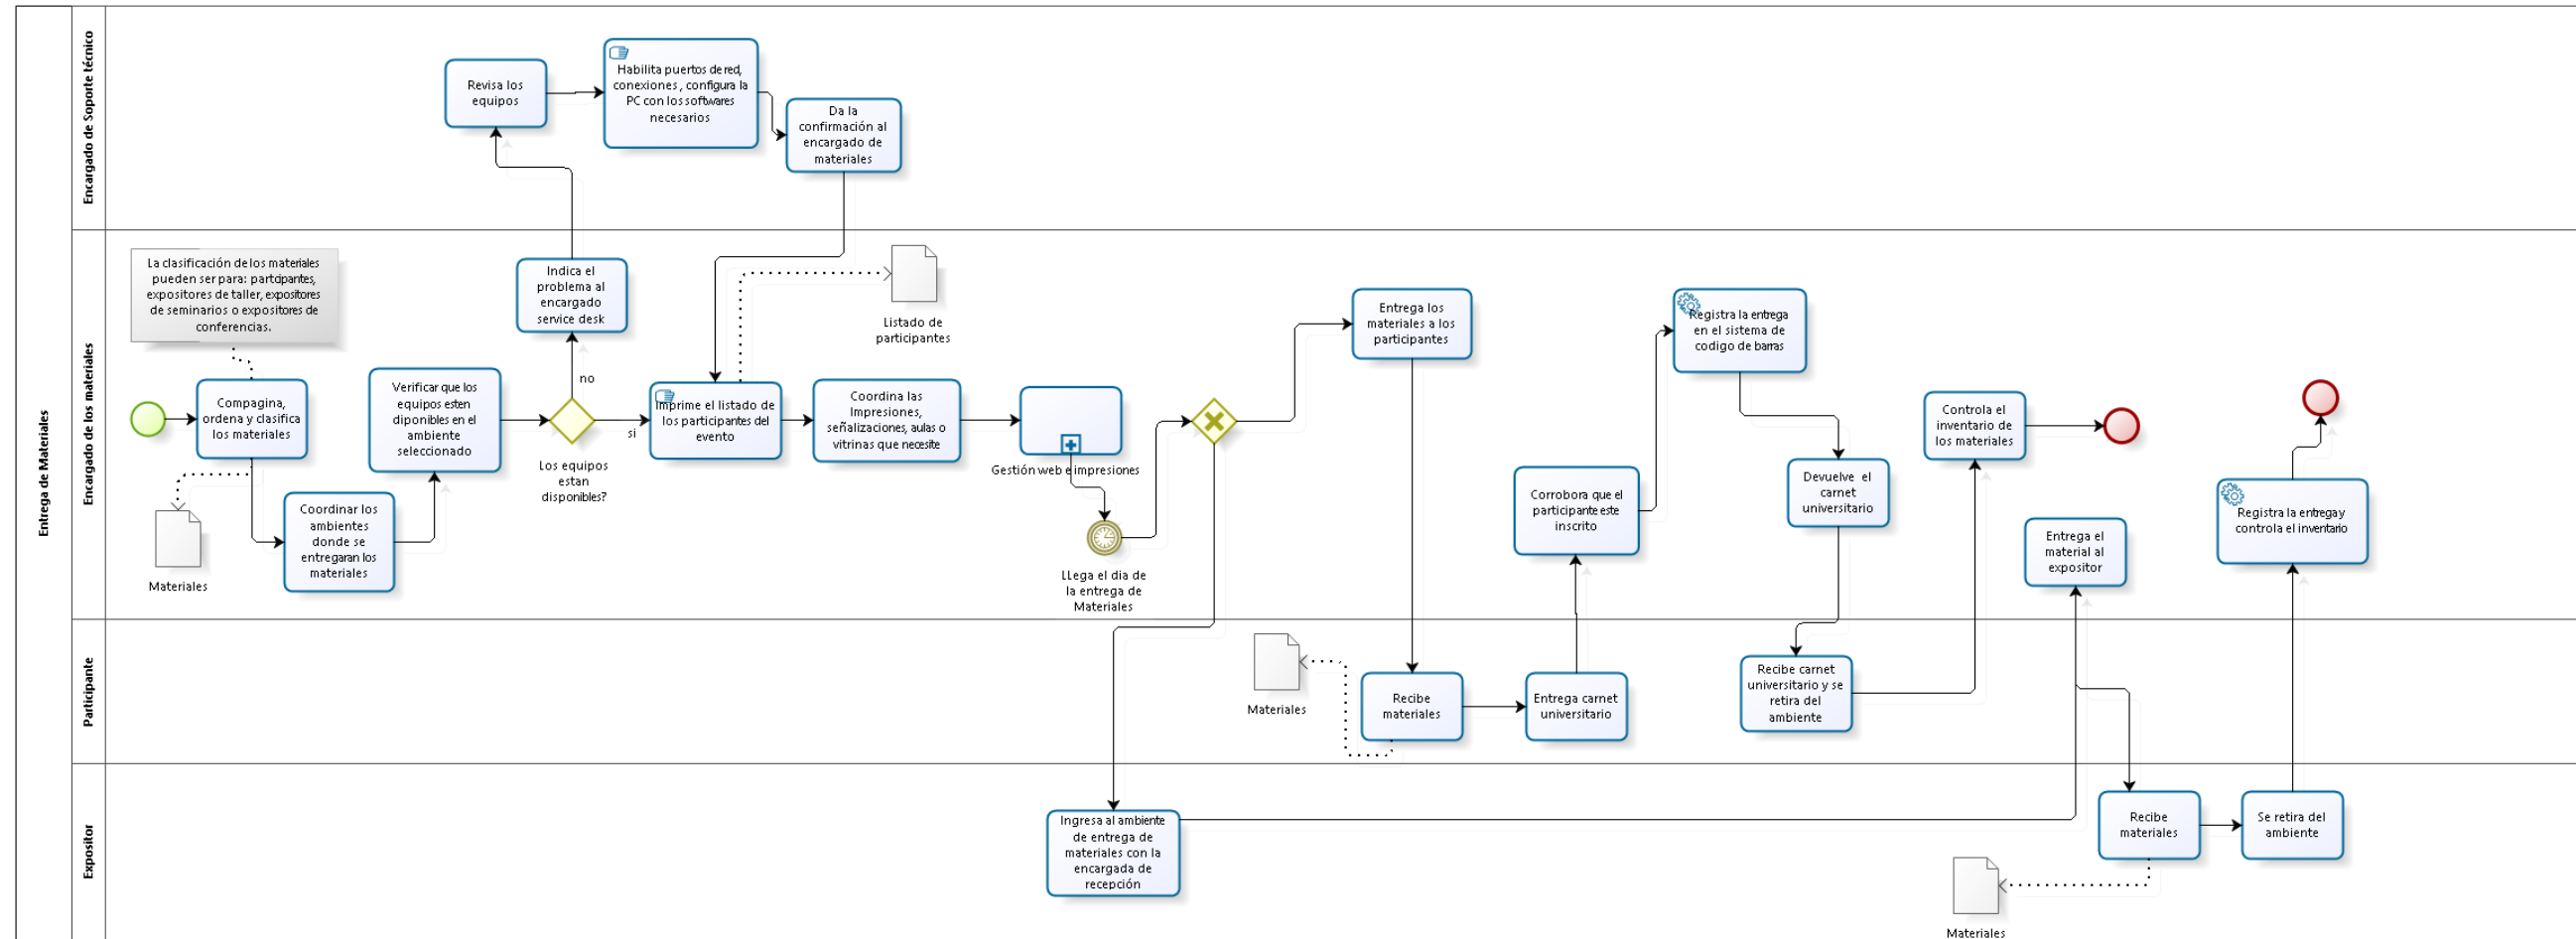 Entrega de Materiales
Encargado de Soporte técnico
Revisa los
equipos
Habilita puertos de red,
conexiones , configura la
PC con los softwares
necesarios
Da la
confirmación al
encargado de
materiales
Encargado de los materiales
La clasificación de los materiales
pueden ser para: partcipantes,
expositores de taller, expositores
de seminarios o expositores de
conferencias.
Compagina,
ordena y clasifica
los materiales
Materiales
Coordinar los
ambientes
donde se
entregaran los
materiales
Verificar que los
equipos esten
diponibles en el
ambiente
seleccionado
Indica el
problema al
encargado
service desk
no
si
Los equipos
estan
disponibles?
Imprime el listado de
los participantes del
evento
Listado de
participantes
Coordina las
Impresiones,
señalizaciones, aulas o
vitrinas que necesite
Gestión web e impresiones
LLega el dia de
la entrega de
Materiales
Entrega los
materiales a los
participantes
Corrobora que el
participante este
inscrito
Registra la entrega
en el sistema de
codigo de barras
Devuelve el
carnet
universitario
Controla el
inventario de
los materiales
Entrega el
material al
expositor
Registra la entrega y
controla el inventario
Participante
Materiales
Recibe
materiales
Entrega carnet
universitario
Recibe carnet
universitario y se
retira del
ambiente
Expositor
Ingresa al ambiente
de entrega de
materiales con la
encargada de
recepción
Recibe
materiales
Se retira del
ambiente
Materiales